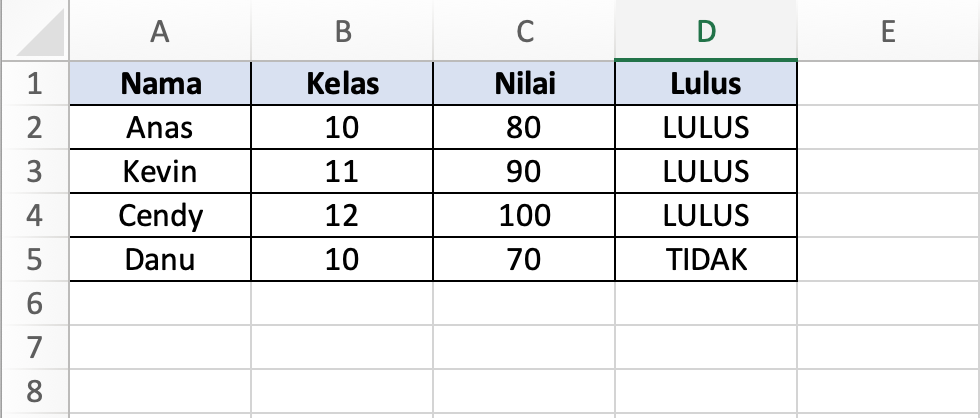 A B C D E
1 Nama Kelas Nilai Lulus
2 Anas 10 80 LULUS
3 Kevin 11 90 LULUS
4 Cendy 12 100 LULUS
5 Danu 10 70 TIDAK
6
7
8